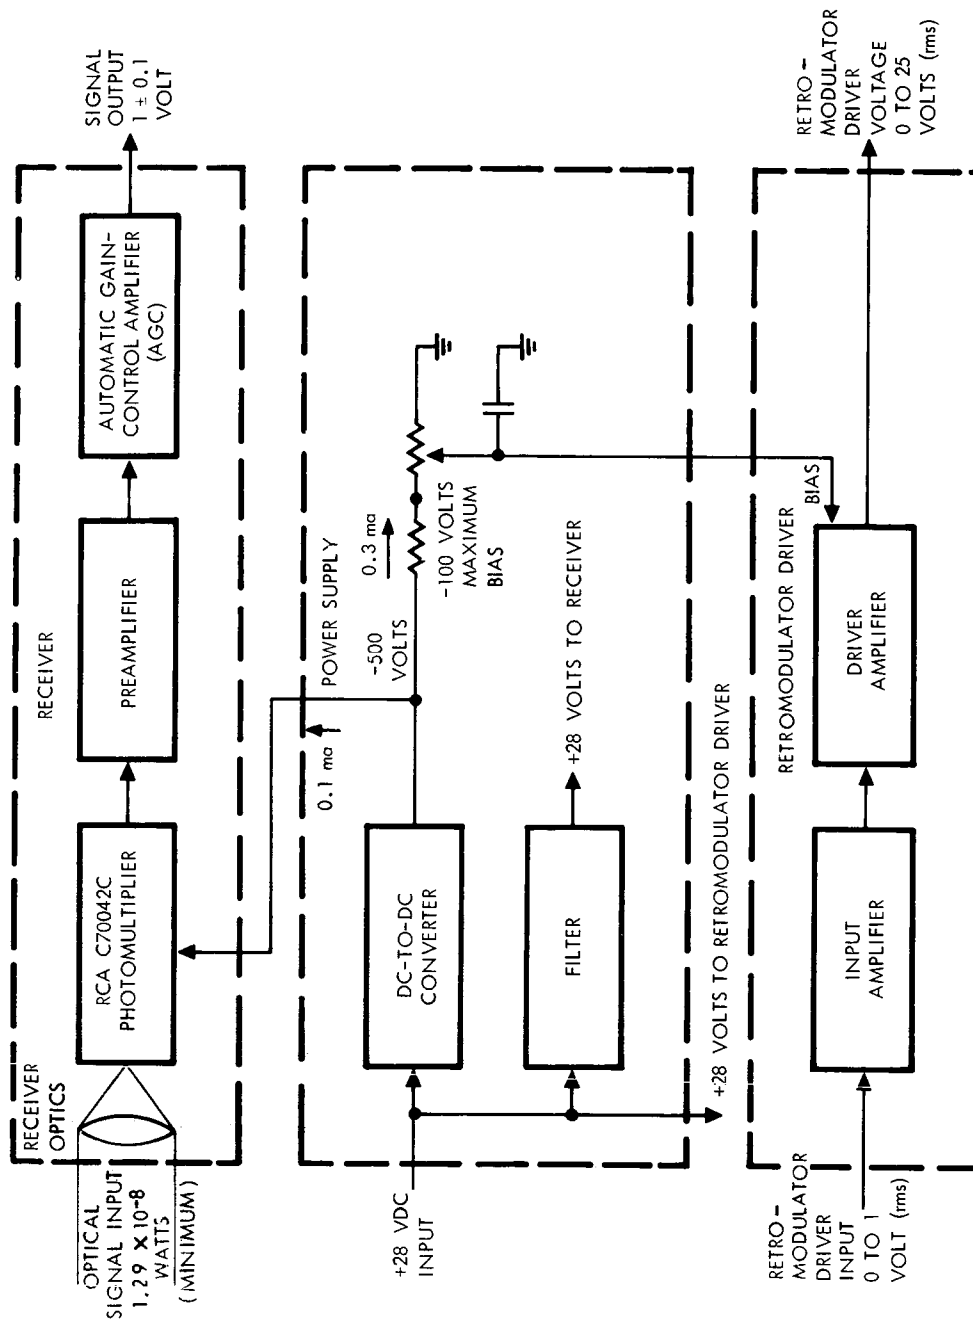 RECEIVER
OPTICS
RECEIVER
OPTICAL
SIGNAL INPUT
1.29 X 10-8
WATTS
(MINIMUM)
RCA C70042C
PHOTOMULTIPLIER
PREAMPLIFIER
AUTOMATIC GAIN-
CONTROL AMPLIFIER
(AGC)
SIGNAL
OUTPUT
1 ± 0.1
VOLT
0.1 ma
POWER SUPPLY
+28 VDC
INPUT
DC-TO-DC
CONVERTER
-500
VOLTS
0.3 ma
-100 VOLTS
MAXIMUM
BIAS
FILTER
+28 VOLTS TO RECEIVER
+28 VOLTS TO RETROMODULATOR DRIVER
RETROMODULATOR DRIVER
BIAS
RETRO-
MODULATOR
DRIVER
INPUT
0 TO 1
VOLT (rms)
INPUT
AMPLIFIER
DRIVER
AMPLIFIER
RETRO-
MODULATOR
DRIVER
VOLTAGE
0 TO 25
VOLTS (rms)